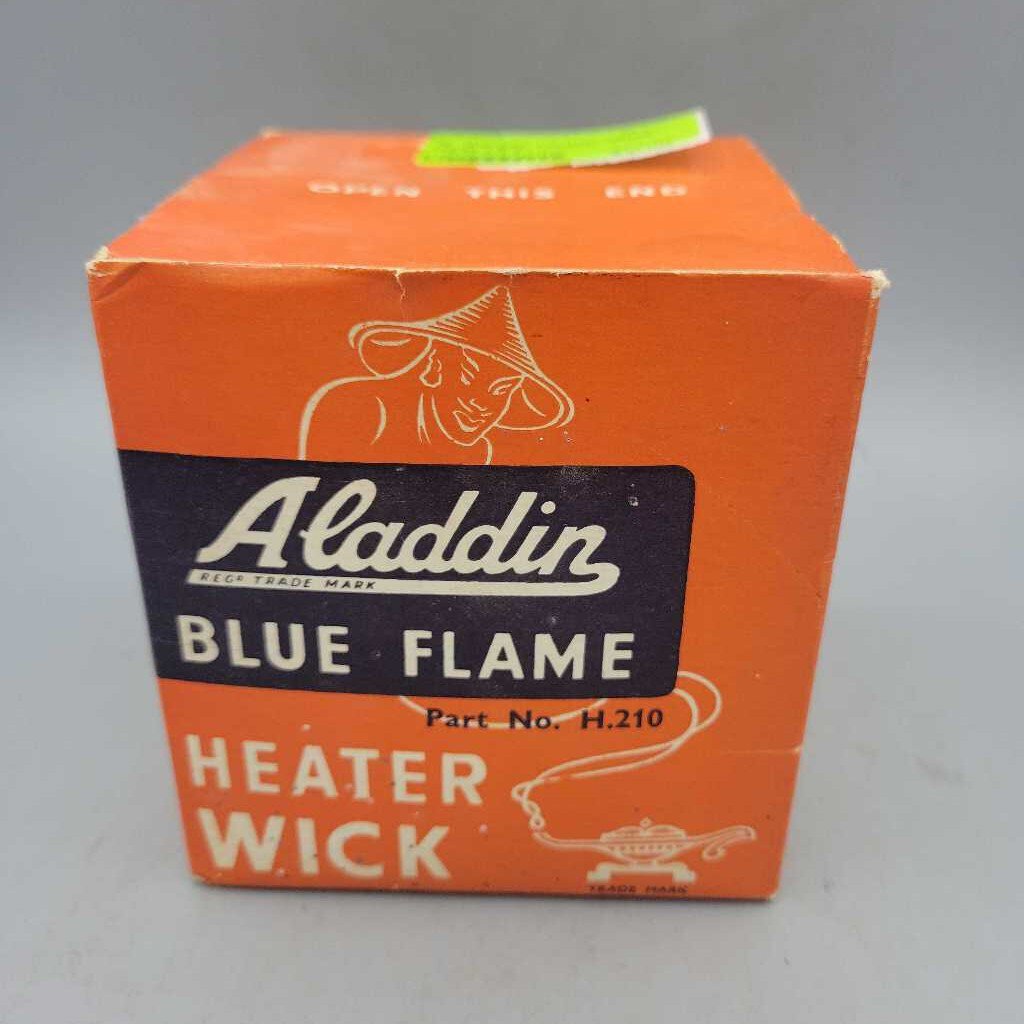 OPEN THIS END
Aladdin
REGD TRADE MARK
BLUE FLAME
Part No. H.210
HEATER
WICK
TRADE MARK